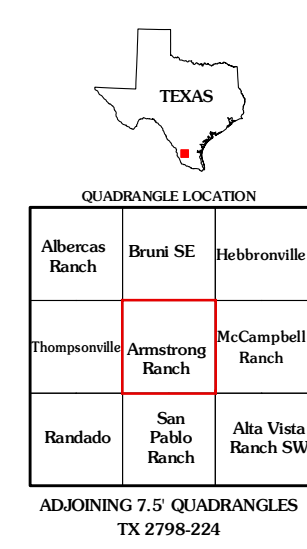 TEXAS
QUADRANGLE LOCATION
Albercas
Ranch
Bruni SE
Hebbronville
Thompsonville
Armstrong
Ranch
McCampbell
Ranch
Randado
San
Pablo
Ranch
Alta Vista
Ranch SW
ADJOINING 7.5' QUADRANGLES
TX 2798-224